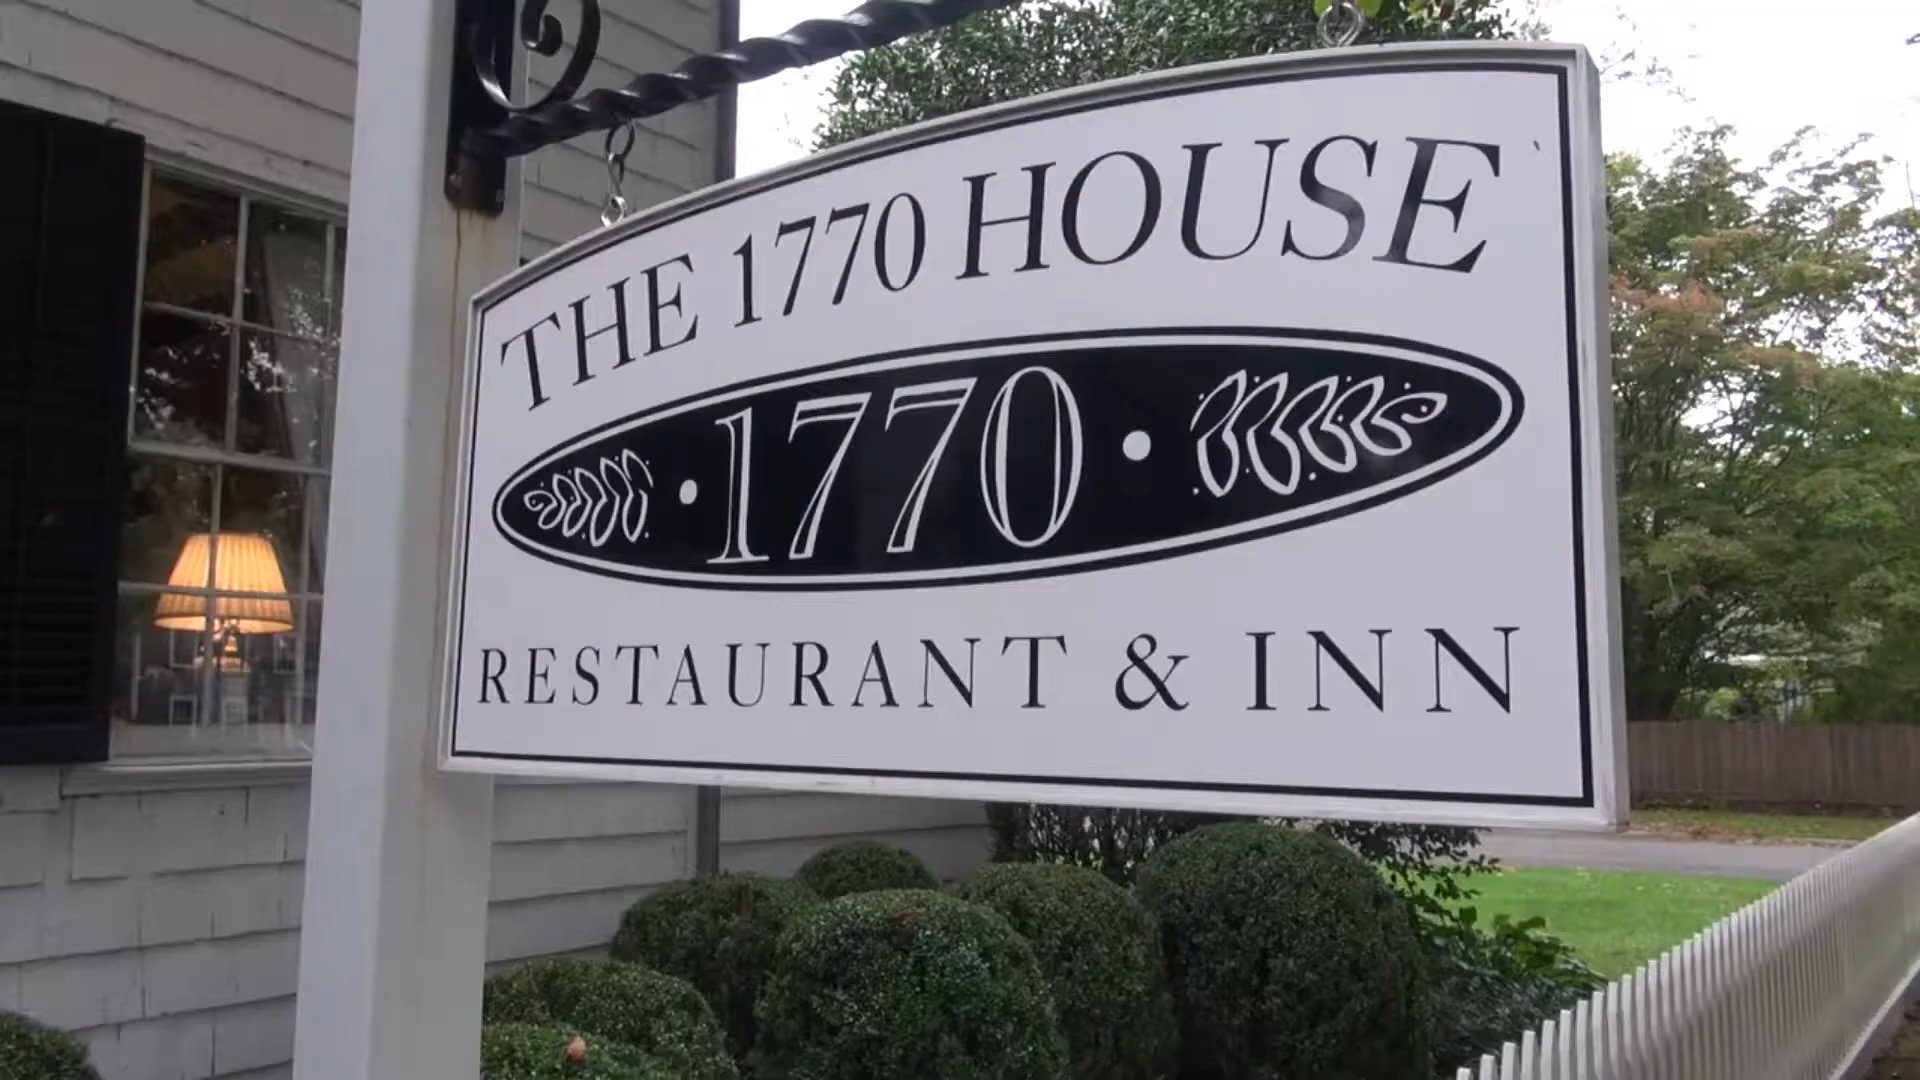 THE 1770 HOUSE
· 1770 ·
RESTAURANT & INN